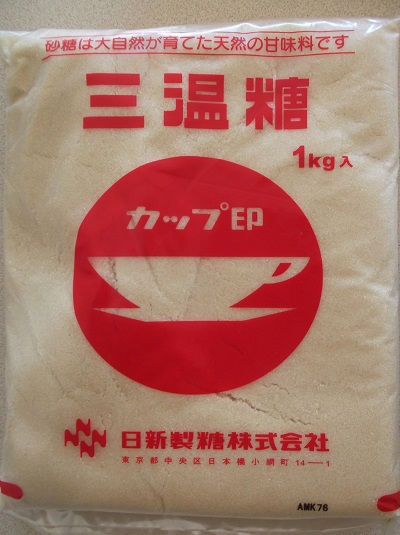 砂糖は大自然が育てた天然の甘味料です
三温糖
1kg入
カップ印
日新製糖株式会社
東京都中央区日本橋小網町14―1
AMK76